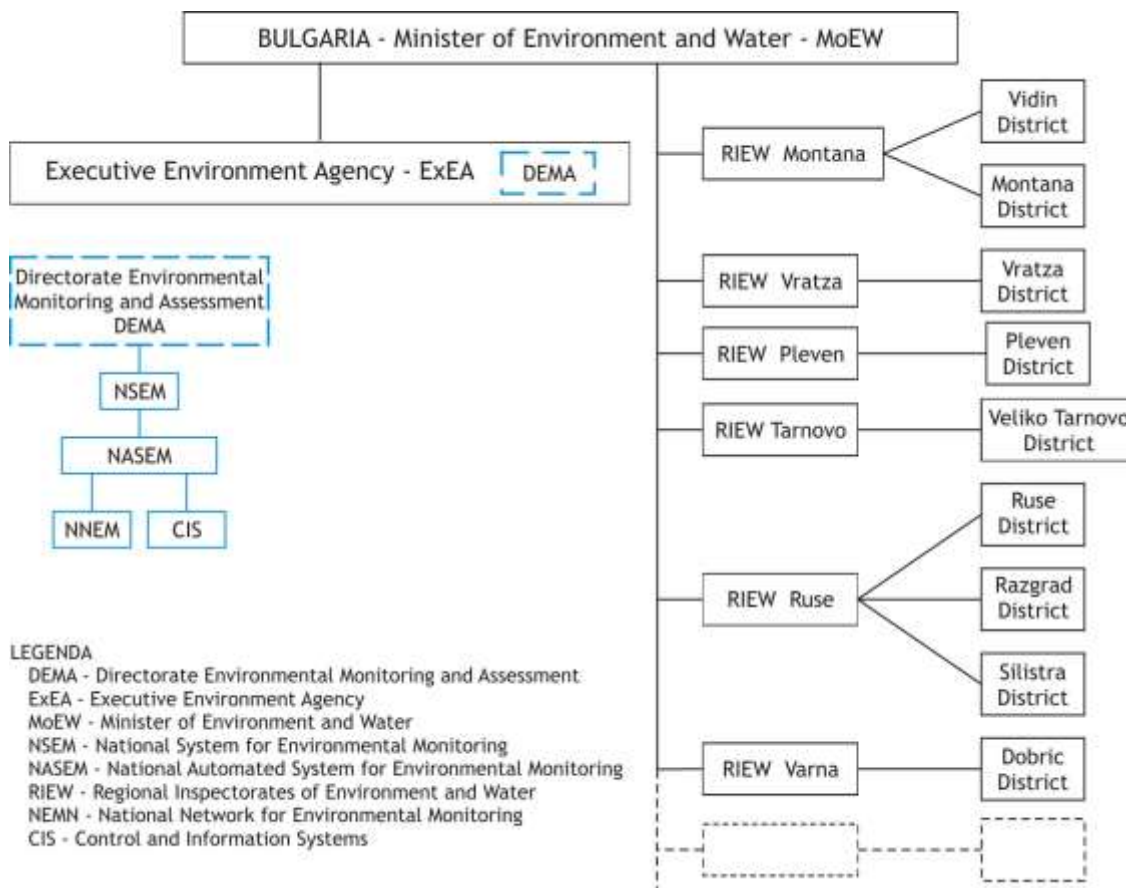 BULGARIA - Minister of Environment and Water - MoEW
Executive Environment Agency - ExEA
DEMA
Directorate Environmental
Monitoring and Assessment
DEMA
NSEM
NASEM
NNEM
CIS
RIEW Montana
Vidin
District
Montana
District
RIEW Vratza
Vratza
District
RIEW Pleven
Pleven
District
RIEW Tarnovo
Veliko Tarnovo
District
RIEW Ruse
Ruse
District
Razgrad
District
Silistra
District
RIEW Varna
Dobric
District
LEGENDA
DEMA - Directorate Environmental Monitoring and Assessment
ExEA - Executive Environment Agency
MoEW - Minister of Environment and Water
NSEM - National System for Environmental Monitoring
NASEM - National Automated System for Environmental Monitoring
RIEW - Regional Inspectorates of Environment and Water
NEMN - National Network for Environmental Monitoring
CIS - Control and Information Systems